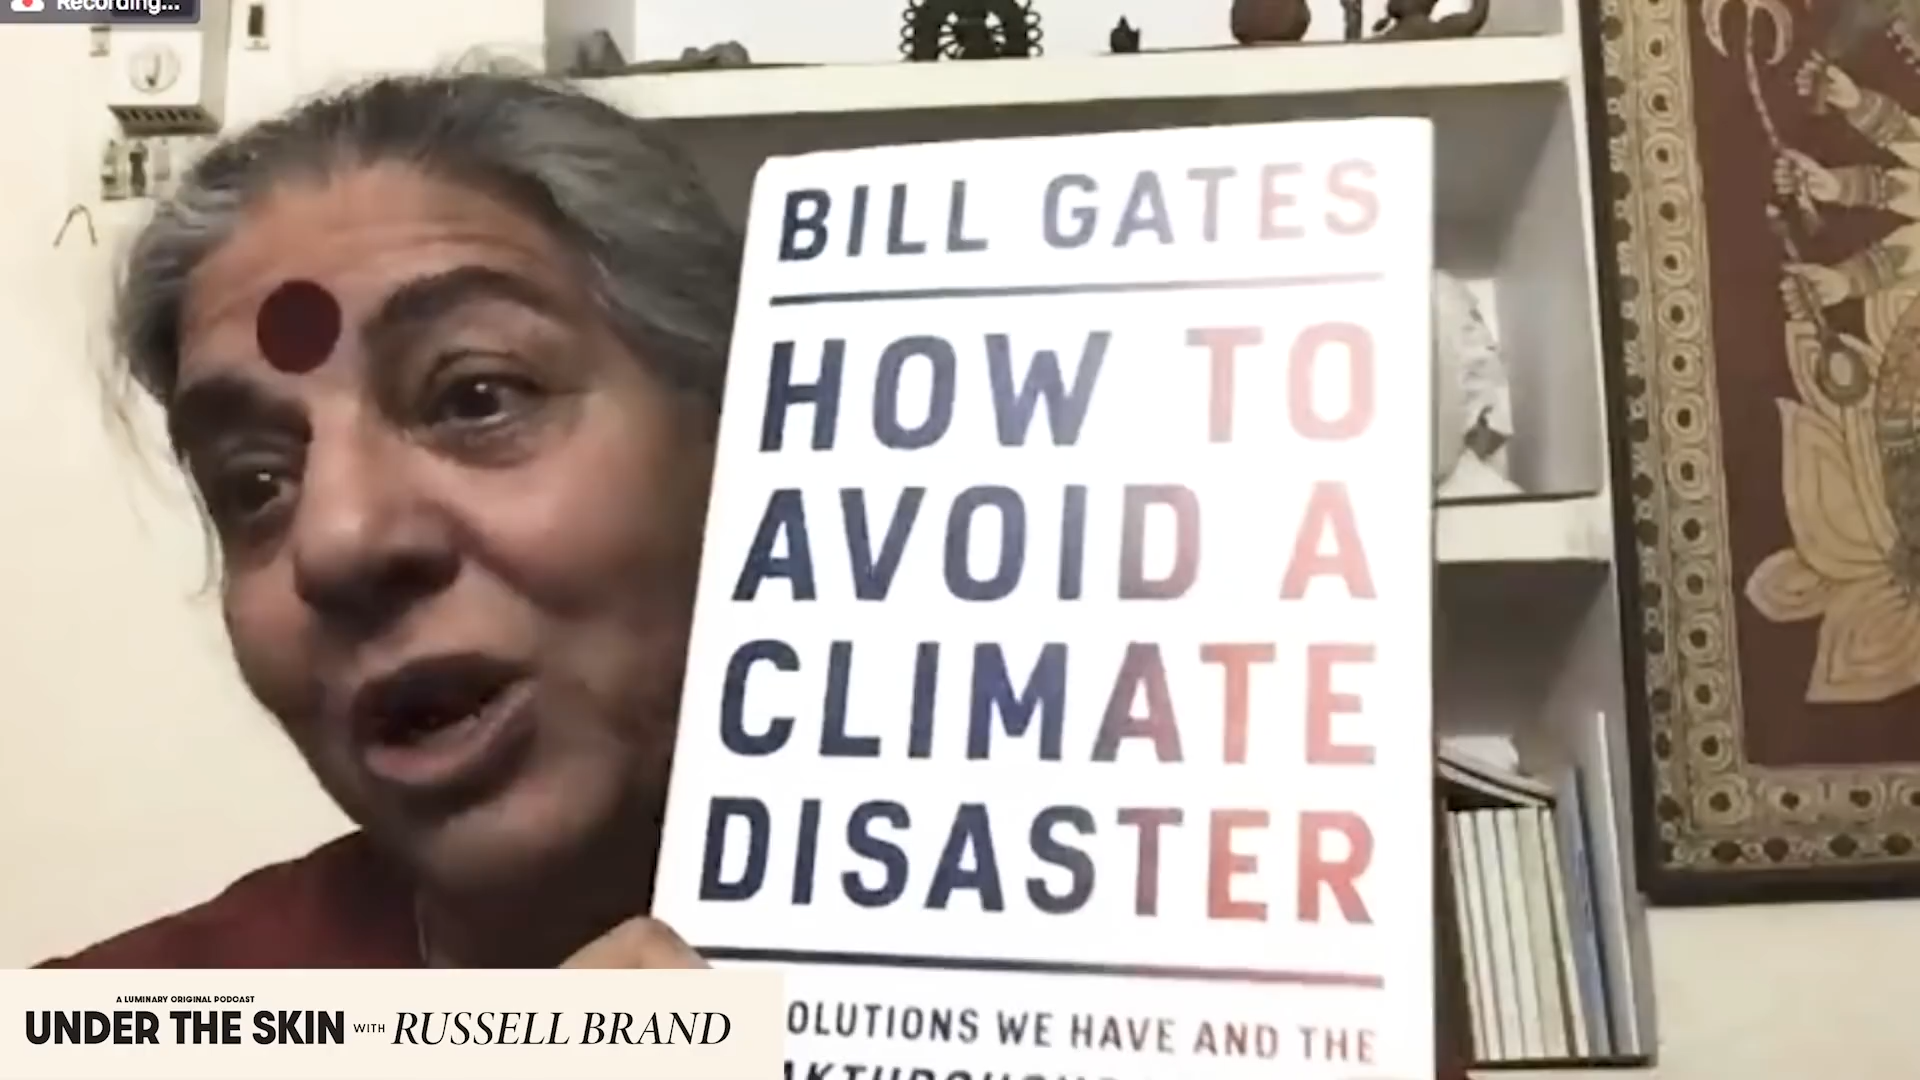 Recording...
BILL GATES
HOW TO
AVOID A
CLIMATE
DISASTER
OLUTIONS WE HAVE AND THE
A LUMINARY ORIGINAL PODCAST
UNDER THE SKIN WITH RUSSELL BRAND